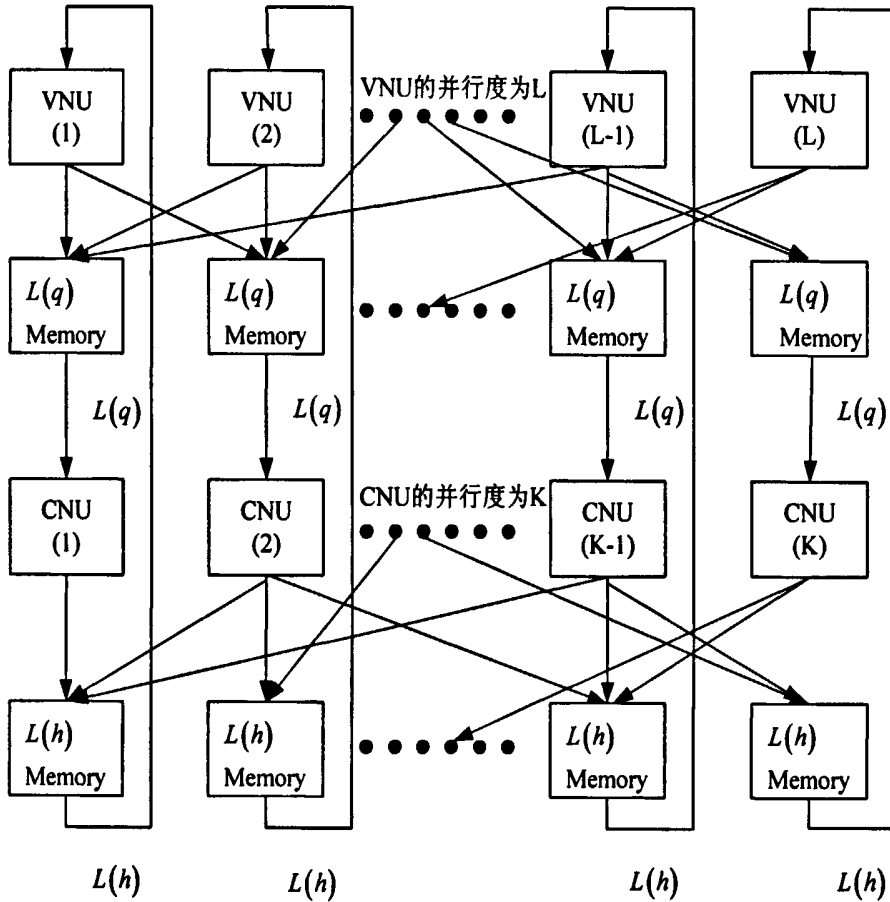 VNU
(1)
VNU
(2)
VNU的并行度为L
VNU
(L-1)
VNU
(L)
L(q)
Memory
L(q)
Memory
L(q)
Memory
L(q)
Memory
L(q)
L(q)
L(q)
L(q)
CNU
(1)
CNU
(2)
CNU的并行度为K
CNU
(K-1)
CNU
(K)
L(h)
Memory
L(h)
Memory
L(h)
Memory
L(h)
Memory
L(h)
L(h)
L(h)
L(h)